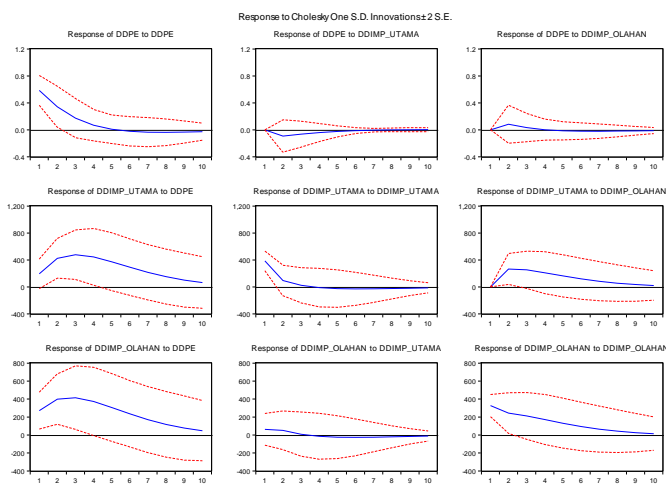 Response to Cholesky One S.D. Innovations ± 2 S.E.
Response of DDPE to DDPE
Response of DDPE to DDIMP_UTAMA
Response of DDPE to DDIMP_OLAHAN
1.2
0.8
0.4
0.0
-0.4
1 2 3 4 5 6 7 8 9 10
1.2
0.8
0.4
0.0
-0.4
1 2 3 4 5 6 7 8 9 10
1.2
0.8
0.4
0.0
-0.4
1 2 3 4 5 6 7 8 9 10
Response of DDIMP_UTAMA to DDPE
Response of DDIMP_UTAMA to DDIMP_UTAMA
Response of DDIMP_UTAMA to DDIMP_OLAHAN
1,200
800
400
0
-400
1 2 3 4 5 6 7 8 9 10
1,200
800
400
0
-400
1 2 3 4 5 6 7 8 9 10
1,200
800
400
0
-400
1 2 3 4 5 6 7 8 9 10
Response of DDIMP_OLAHAN to DDPE
Response of DDIMP_OLAHAN to DDIMP_UTAMA
Response of DDIMP_OLAHAN to DDIMP_OLAHAN
800
600
400
200
0
-200
-400
1 2 3 4 5 6 7 8 9 10
800
600
400
200
0
-200
-400
1 2 3 4 5 6 7 8 9 10
800
600
400
200
0
-200
-400
1 2 3 4 5 6 7 8 9 10